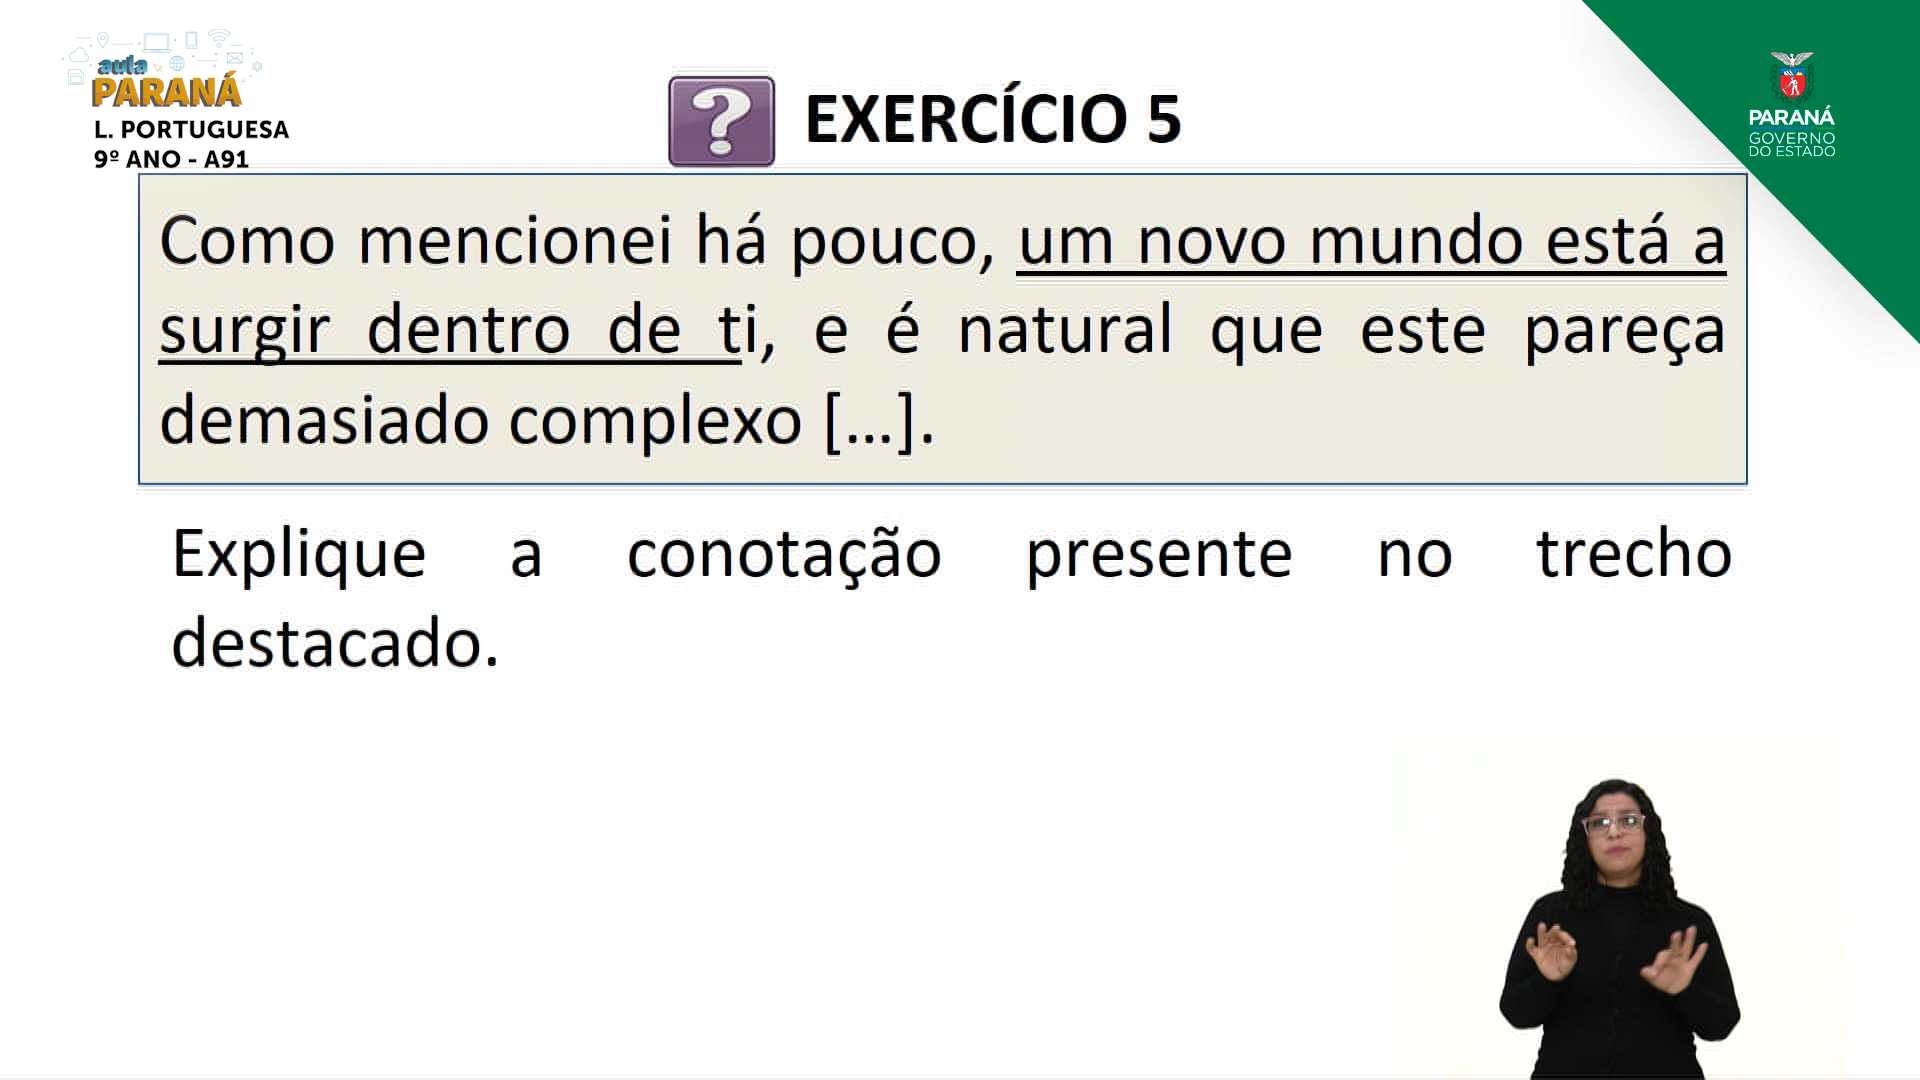 aula
PARANÁ
L. PORTUGUESA
9º ANO - A91
EXERCÍCIO 5
PARANÁ
GOVERNO
DO ESTADO
Como mencionei há pouco, um novo mundo está a
surgir dentro de ti, e é natural que este pareça
demasiado complexo [...].
Explique a conotação presente no trecho
destacado.